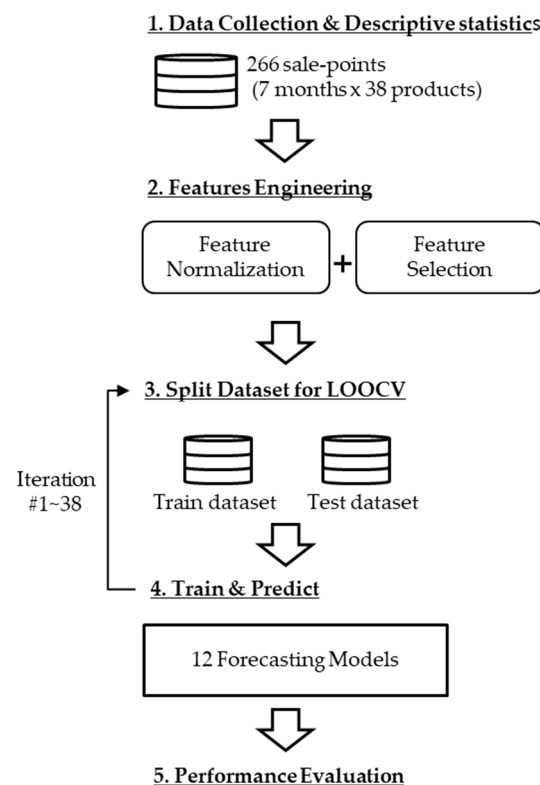 1. Data Collection & Descriptive statistics
266 sale-points
(7 months x 38 products)
2. Features Engineering
Feature
Normalization
+
Feature
Selection
3. Split Dataset for LOOCV
Iteration
#1~38
Train dataset
Test dataset
4. Train & Predict
12 Forecasting Models
5. Performance Evaluation